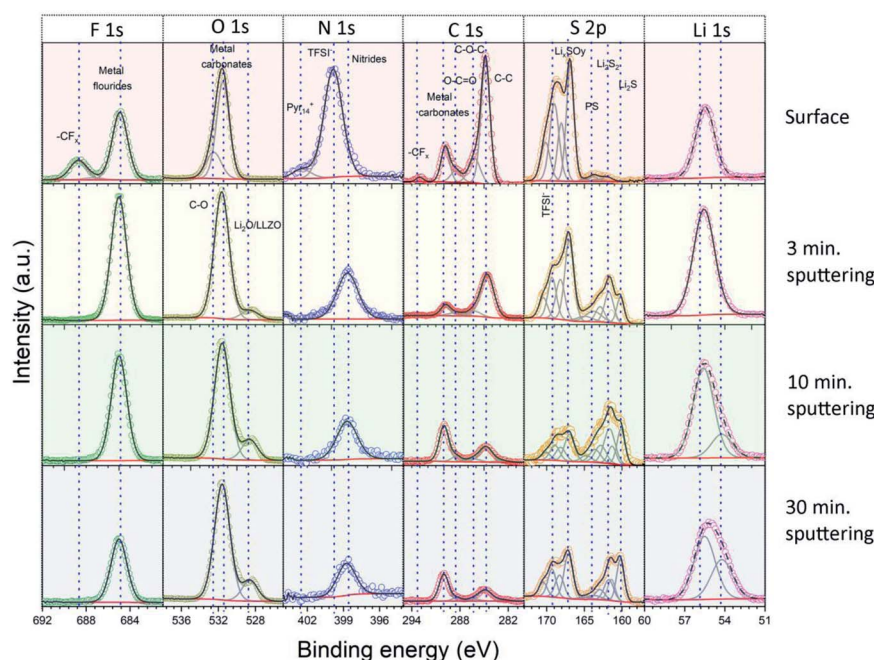 F 1s O 1s N 1s C 1s S 2p Li 1s
Metal
flourides
-CFₓ
Metal
carbonates
TFSI⁻
Nitrides
Pyr₁₄⁺
C-O-C
O-C=O
C-C
Metal
carbonates
-CFₓ
LiₓSOy
Li₂S₂
Li₂S
PS
Surface
C-O
Li₂O/LLZO
TFSI⁻
3 min.
sputtering
10 min.
sputtering
30 min.
sputtering
Intensity (a.u.)
692 688 684 536 532 528 402 399 396 294 288 282 170 165 160 60 57 54 51
Binding energy (eV)